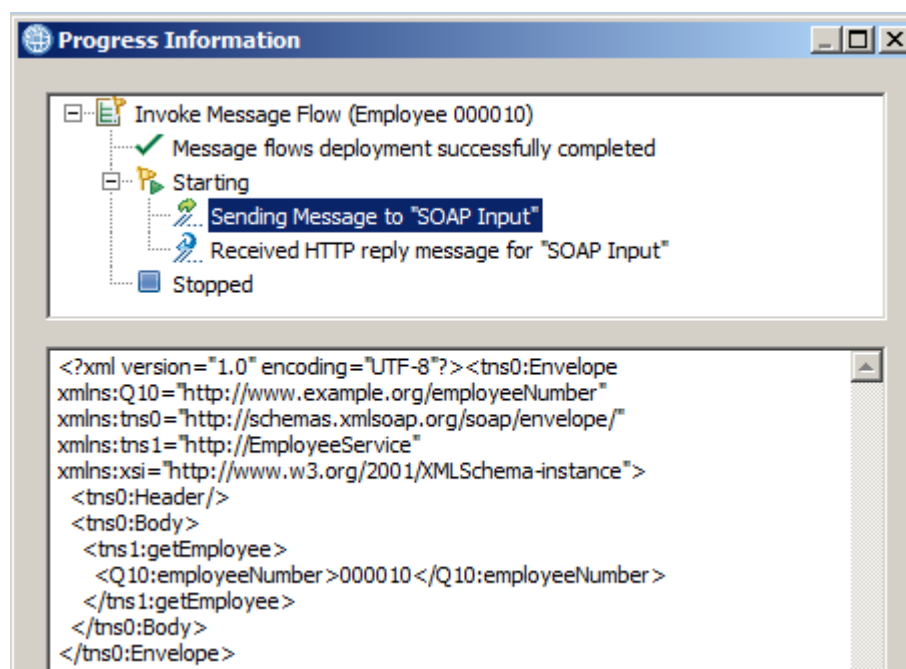 Progress Information
Invoke Message Flow (Employee 000010)
Message flows deployment successfully completed
Starting
Sending Message to "SOAP Input"
Received HTTP reply message for "SOAP Input"
Stopped
<?xml version="1.0" encoding="UTF-8"?><tns0:Envelope
xmlns:Q10="http://www.example.org/employeeNumber"
xmlns:tns0="http://schemas.xmlsoap.org/soap/envelope/"
xmlns:tns1="http://EmployeeService"
xmlns:xsi="http://www.w3.org/2001/XMLSchema-instance">
<tns0:Header/>
<tns0:Body>
<tns1:getEmployee>
<Q10:employeeNumber>000010</Q10:employeeNumber>
</tns1:getEmployee>
</tns0:Body>
</tns0:Envelope>